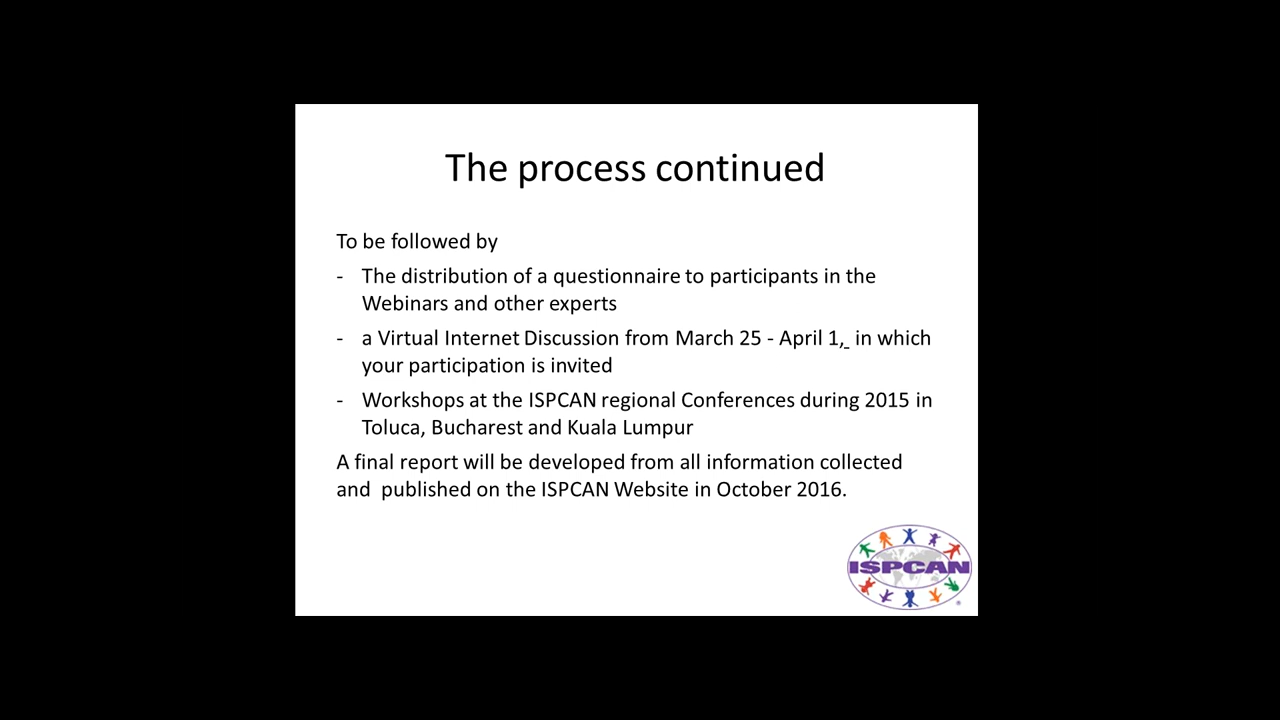 The process continued
To be followed by
- The distribution of a questionnaire to participants in the
Webinars and other experts
- a Virtual Internet Discussion from March 25 - April 1,_ in which
your participation is invited
- Workshops at the ISPCAN regional Conferences during 2015 in
Toluca, Bucharest and Kuala Lumpur
A final report will be developed from all information collected
and  published on the ISPCAN Website in October 2016.
ISPCAN
®